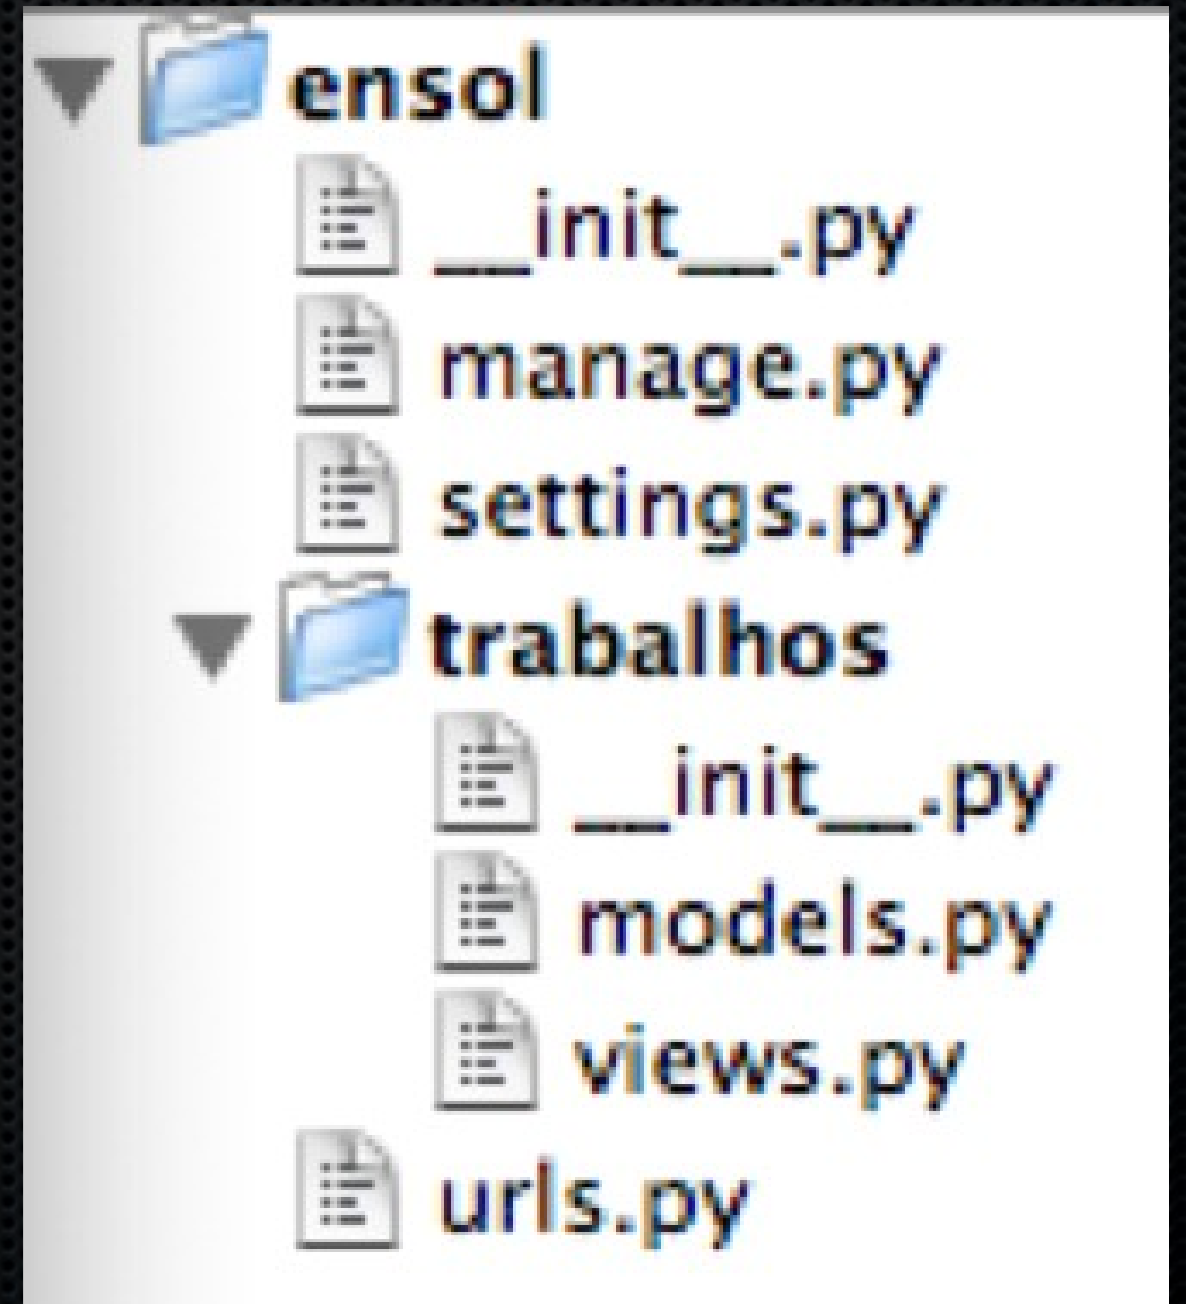 ensol
__init__.py
manage.py
settings.py
trabalhos
__init__.py
models.py
views.py
urls.py